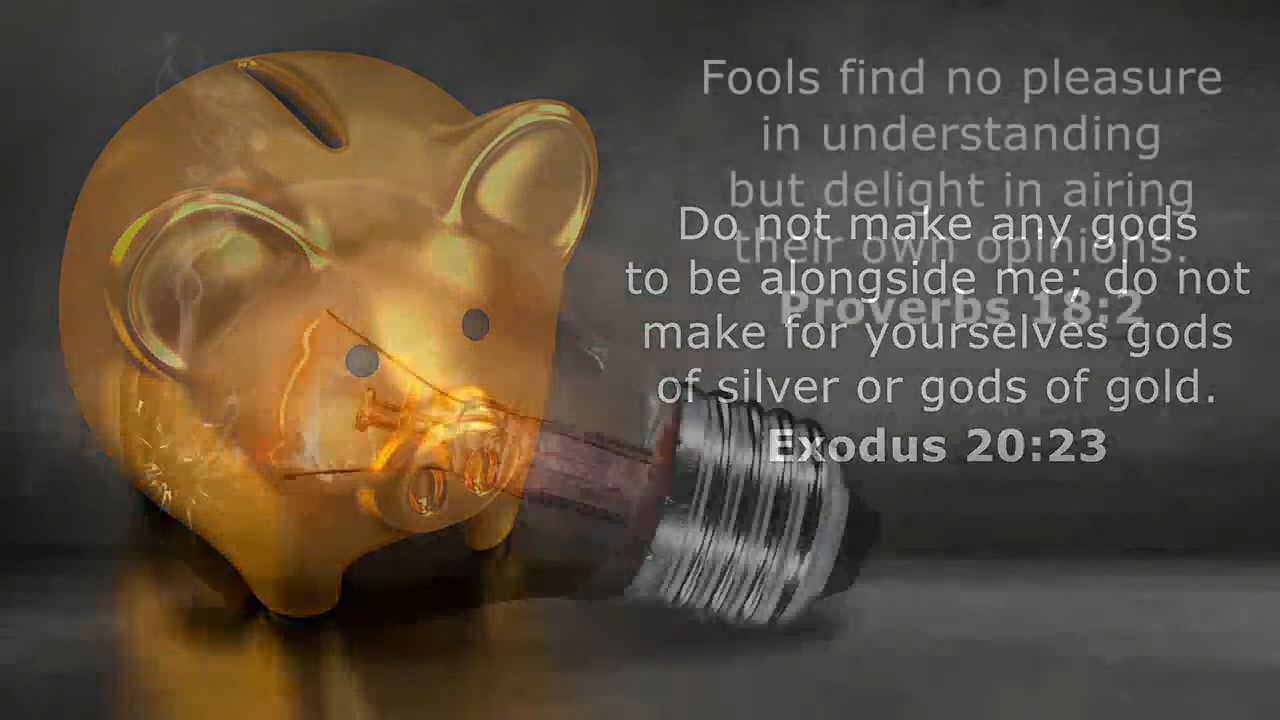 Fools find no pleasure
in understanding
but delight in airing
their own opinions.
Proverbs 18:2
Do not make any gods
to be alongside me; do not
make for yourselves gods
of silver or gods of gold.
Exodus 20:23